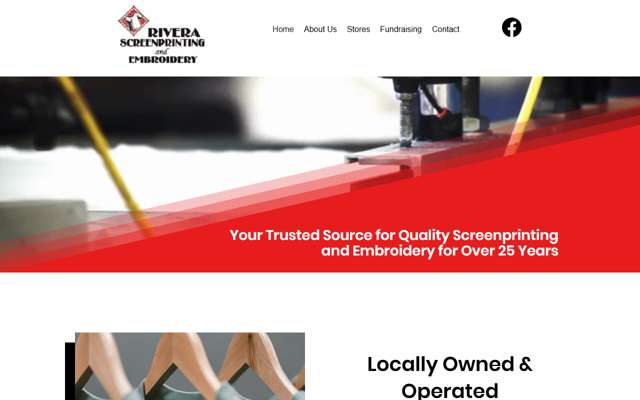 RIVERA
SCREENPRINTING
and
EMBROIDERY
Home
About Us
Stores
Fundraising
Contact
Your Trusted Source for Quality Screenprinting
and Embroidery for Over 25 Years
Locally Owned &
Operated